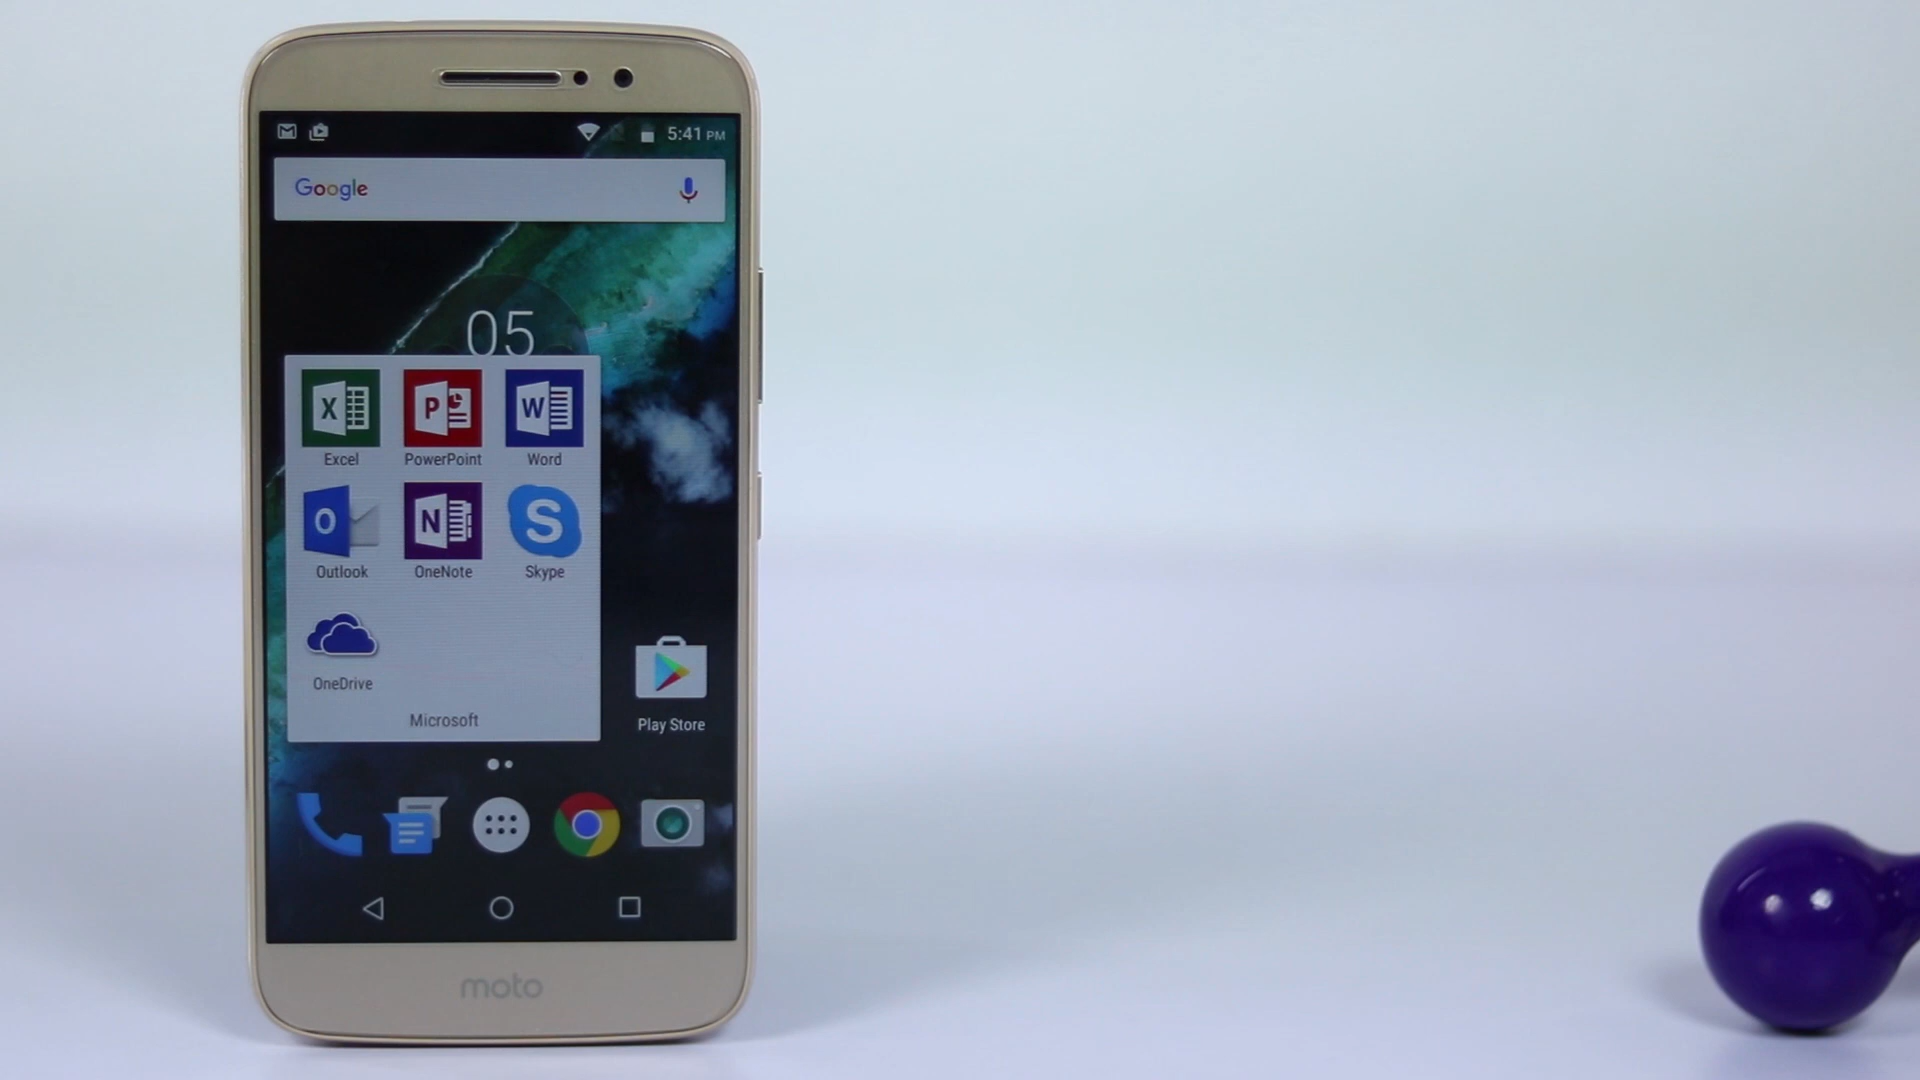 5:41 PM
Google
05
X P W
Excel PowerPoint Word
O N S
Outlook OneNote Skype
OneDrive
Microsoft
Play Store
moto